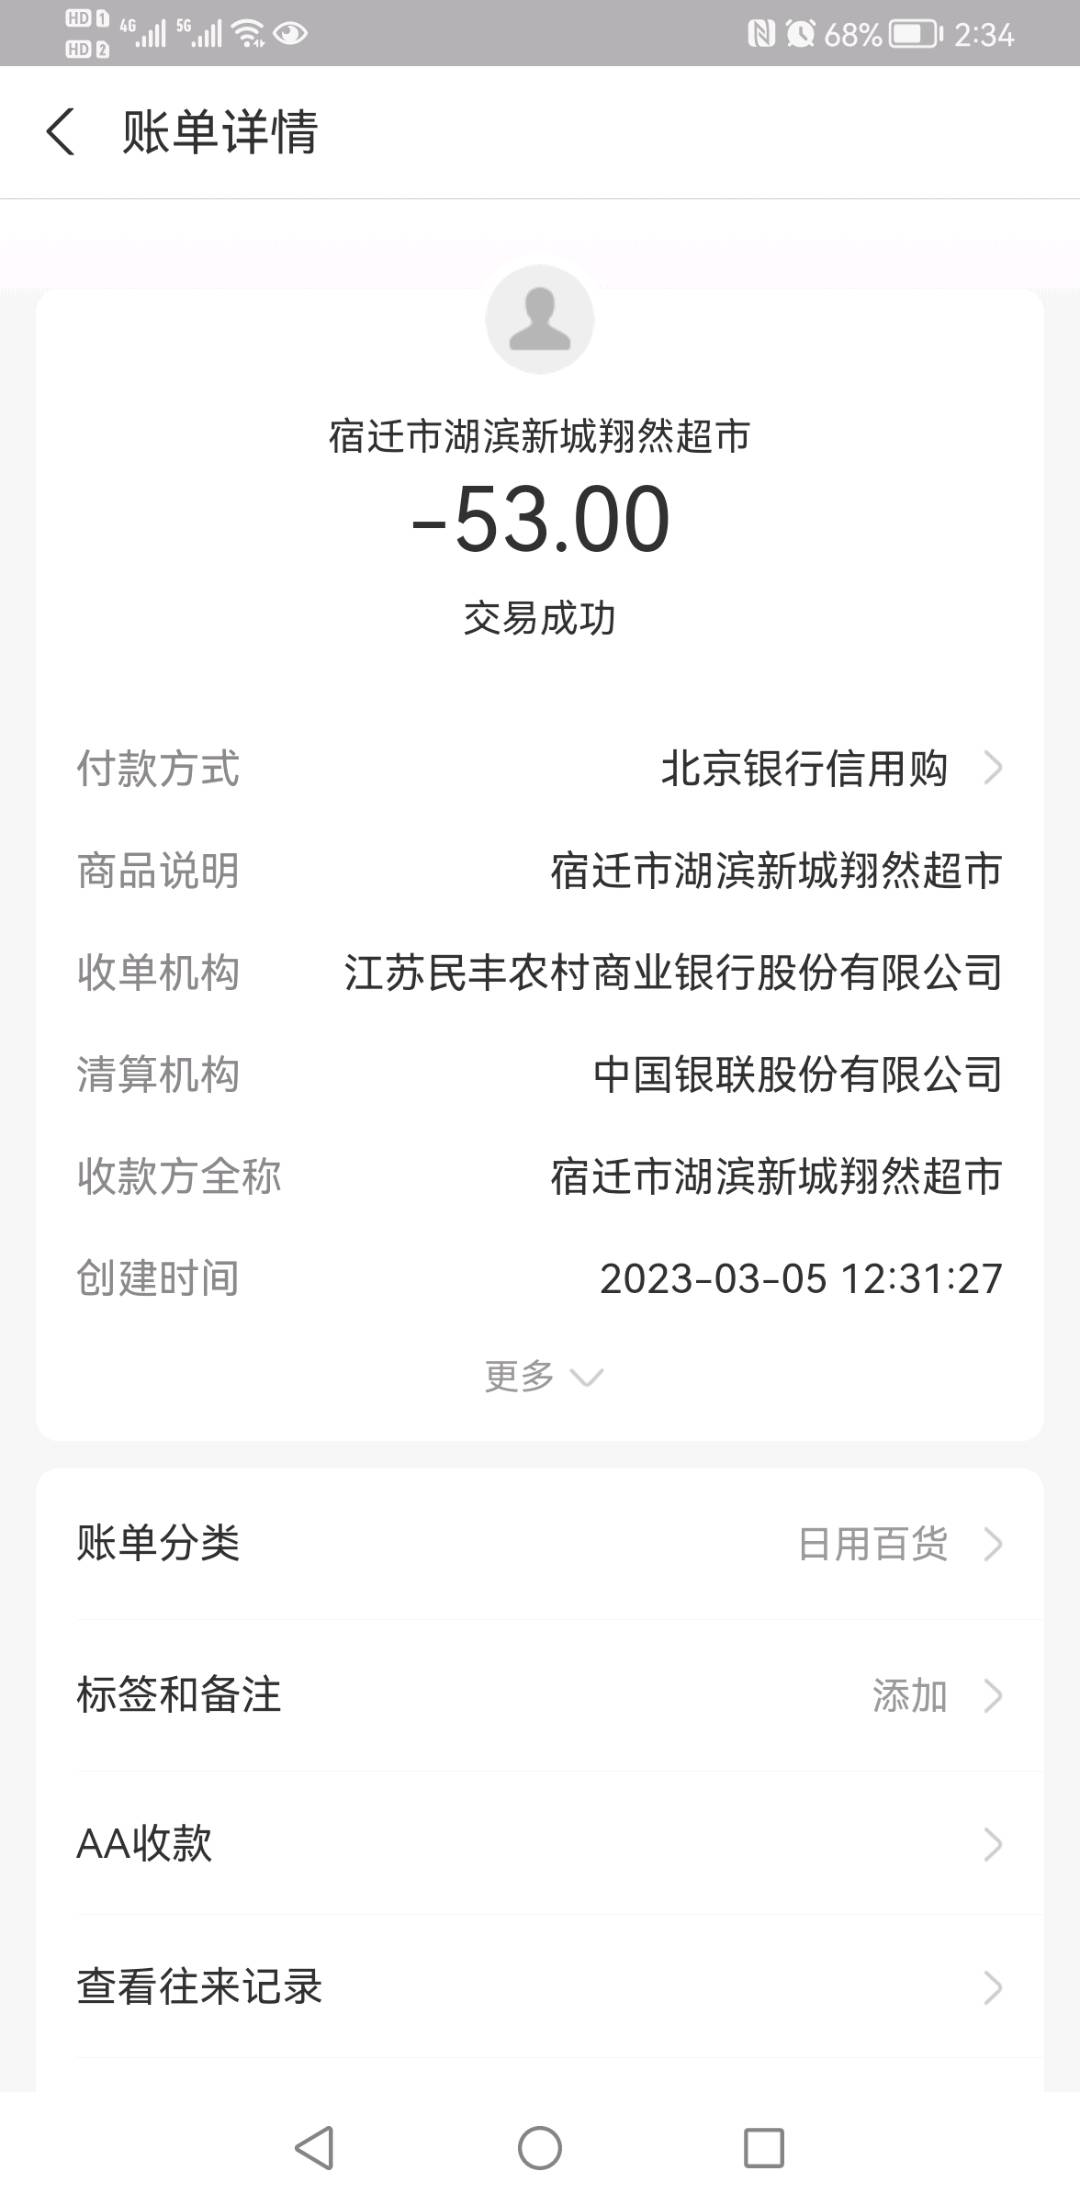 HD 1 4G 5G 68% 2:34
HD 2
账单详情
宿迁市湖滨新城翔然超市
-53.00
交易成功
付款方式 北京银行信用购
商品说明 宿迁市湖滨新城翔然超市
收单机构 江苏民丰农村商业银行股份有限公司
清算机构 中国银联股份有限公司
收款方全称 宿迁市湖滨新城翔然超市
创建时间 2023-03-05 12:31:27
更多
账单分类 日用百货
标签和备注 添加
AA收款
查看往来记录